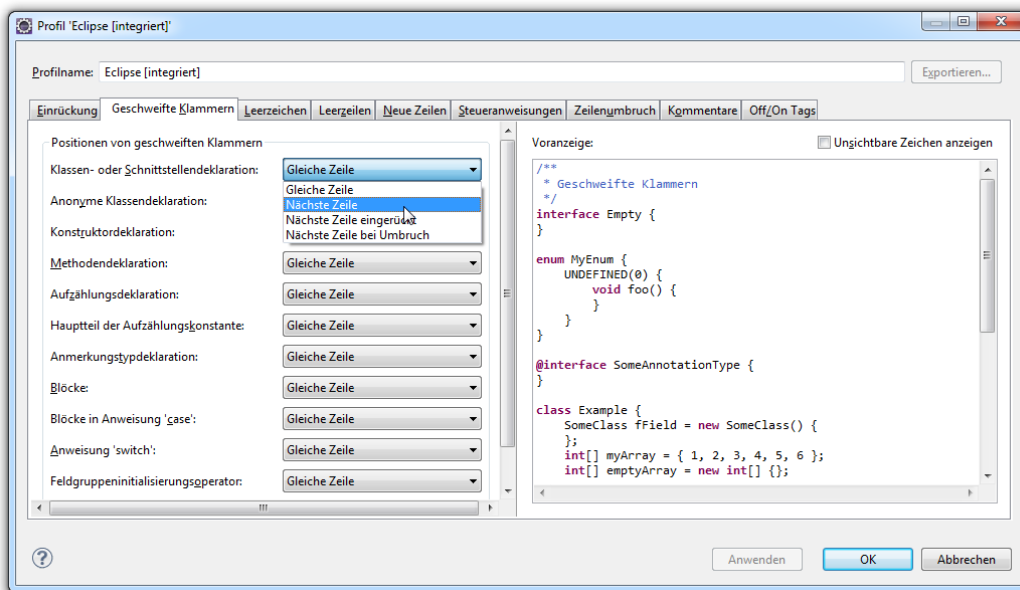 Profil 'Eclipse [integriert]'
Profilname: Eclipse [integriert] Exportieren...
Einrückung Geschweifte Klammern Leerzeichen Leerzeilen Neue Zeilen Steueranweisungen Zeilenumbruch Kommentare Off/On Tags
Positionen von geschweiften Klammern
Klassen- oder Schnittstellendeklaration: Gleiche Zeile
Gleiche Zeile
Anonyme Klassendeklaration: Nächste Zeile
Nächste Zeile eingerückt
Konstruktordeklaration: Nächste Zeile bei Umbruch
Methodendeklaration: Gleiche Zeile
Aufzählungsdeklaration: Gleiche Zeile
Hauptteil der Aufzählungskonstante: Gleiche Zeile
Anmerkungstypdeklaration: Gleiche Zeile
Blöcke: Gleiche Zeile
Blöcke in Anweisung 'case': Gleiche Zeile
Anweisung 'switch': Gleiche Zeile
Feldgruppeninitialisierungsoperator: Gleiche Zeile
Voranzeige: Unsichtbare Zeichen anzeigen
/**
* Geschweifte Klammern
*/
interface Empty {
}
enum MyEnum {
UNDEFINED(0) {
void foo() {
}
}
}
@interface SomeAnnotationType {
}
class Example {
SomeClass fField = new SomeClass() {
};
int[] myArray = { 1, 2, 3, 4, 5, 6 };
int[] emptyArray = new int[] {};
? Anwenden OK Abbrechen